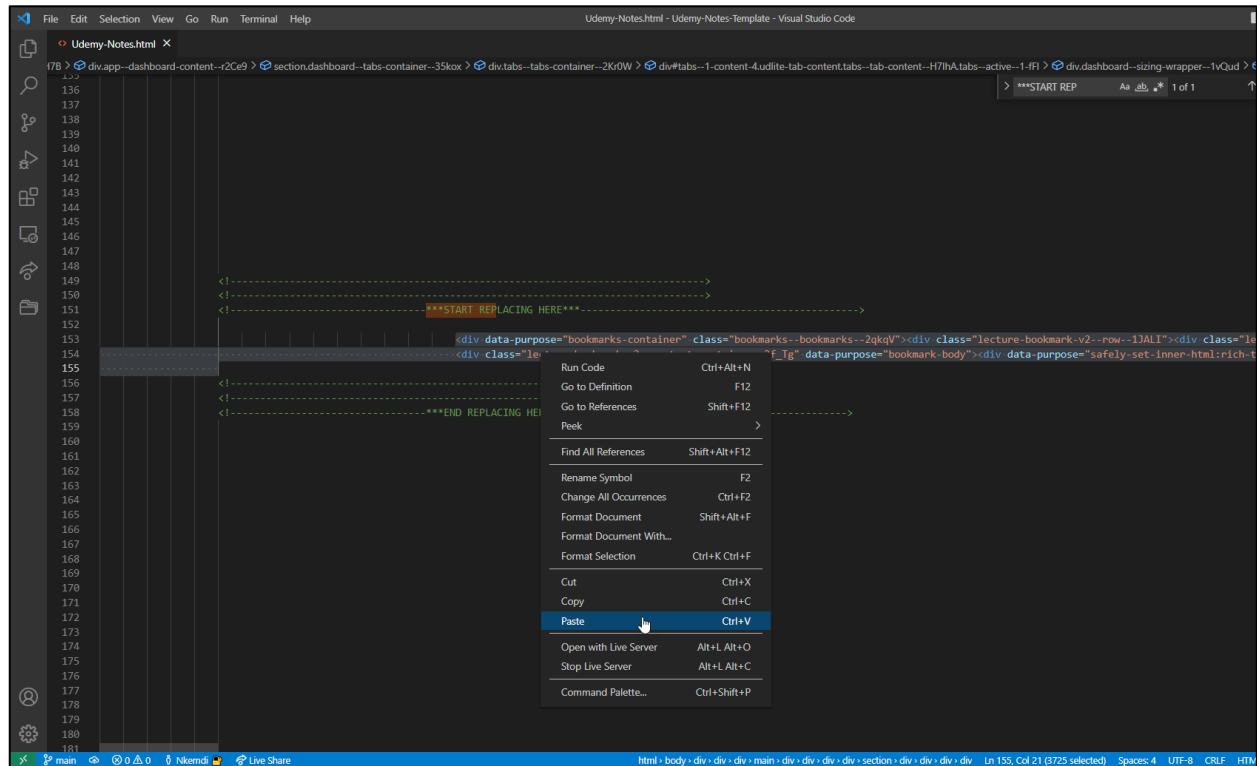 File Edit Selection View Go Run Terminal Help Udemy-Notes.html - Udemy-Notes-Template - Visual Studio Code
<> Udemy-Notes.html ×
l7B > div.app--dashboard-content--r2Ce9 > section.dashboard--tabs-container--35kox > div.tabs--tabs-container--2Kr0W > div#tabs--1-content-4.udlite-tab-content.tabs--tab-content--H7IhA.tabs--active--1-fFI > div.dashboard--sizing-wrapper--1vQud >
> ***START REP Aa ab .* 1 of 1
135
136
137
138
139
140
141
142
143
144
145
146
147
148
149 <!---------------------------------------------------------------------------------->
150 <!---------------------------------------------------------------------------------->
151 <!---------------------------------***START REPLACING HERE***------------------------------------------------>
152
153 <div data-purpose="bookmarks-container" class="bookmarks--bookmarks--2qkqV"><div class="lecture-bookmark-v2--row--1JALI"><div class="le
154 <div class="le f_Tg" data-purpose="bookmark-body"><div data-purpose="safely-set-inner-html:rich-t
155
156 <!---------------------------------
157 <!---------------------------------
158 <!---------------------------------***END REPLACING HE ---------------->
159
160
161
162
163
164
165
166
167
168
169
170
171
172
173
174
175
176
177
178
179
180
181
Run Code Ctrl+Alt+N
Go to Definition F12
Go to References Shift+F12
Peek >
Find All References Shift+Alt+F12
Rename Symbol F2
Change All Occurrences Ctrl+F2
Format Document Shift+Alt+F
Format Document With...
Format Selection Ctrl+K Ctrl+F
Cut Ctrl+X
Copy Ctrl+C
Paste Ctrl+V
Open with Live Server Alt+L Alt+O
Stop Live Server Alt+L Alt+C
Command Palette... Ctrl+Shift+P
main 0 0 Nkemdi Live Share html › body › div › div › div › main › div › div › div › div › section › div › div › div › div Ln 155, Col 21 (3725 selected) Spaces: 4 UTF-8 CRLF HTM